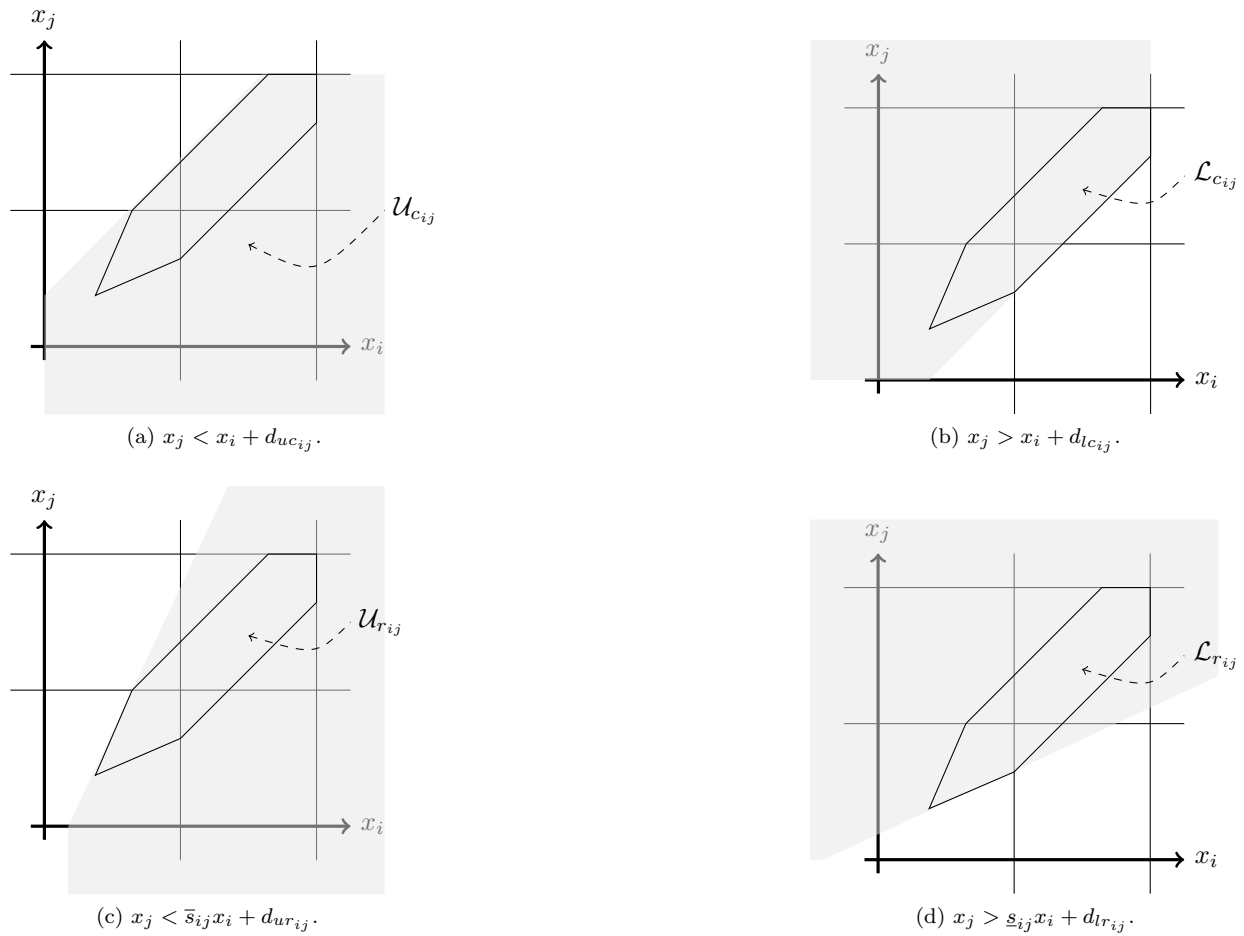 x_j
x_j
𝓛_{c_{ij}}
𝓤_{c_{ij}}
x_i
x_i
(a) x_j < x_i + d_{uc_{ij}}.
(b) x_j > x_i + d_{lc_{ij}}.
x_j
x_j
𝓤_{r_{ij}}
𝓛_{r_{ij}}
x_i
x_i
(c) x_j < s̅_{ij}x_i + d_{ur_{ij}}.
(d) x_j > s̲_{ij}x_i + d_{lr_{ij}}.